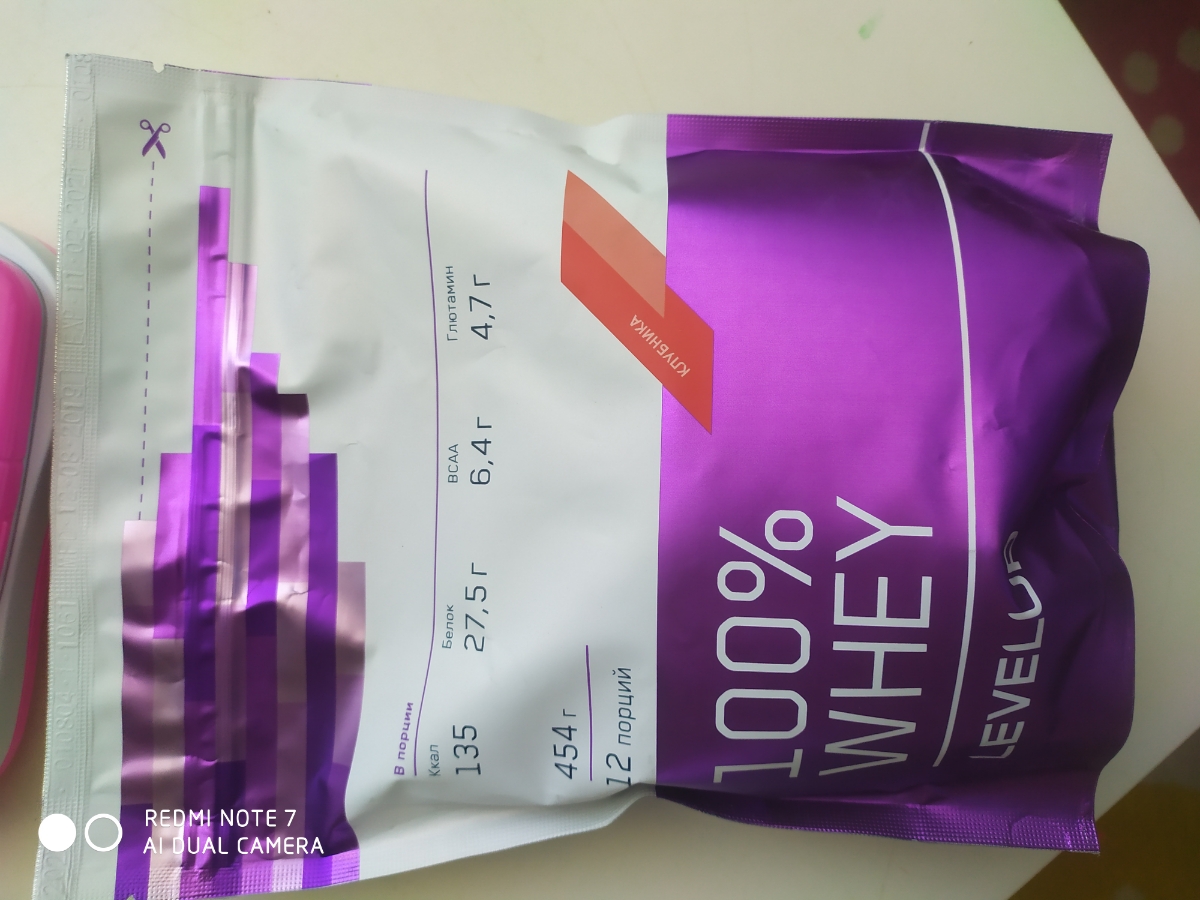 LEVELUP
100%
WHEY
КЛУБНИКА
454 г
12 порций
В порции
Ккал
135
Белок
27,5 г
BCAA
6,4 г
Глютамин
4,7 г
REDMI NOTE 7
AI DUAL CAMERA